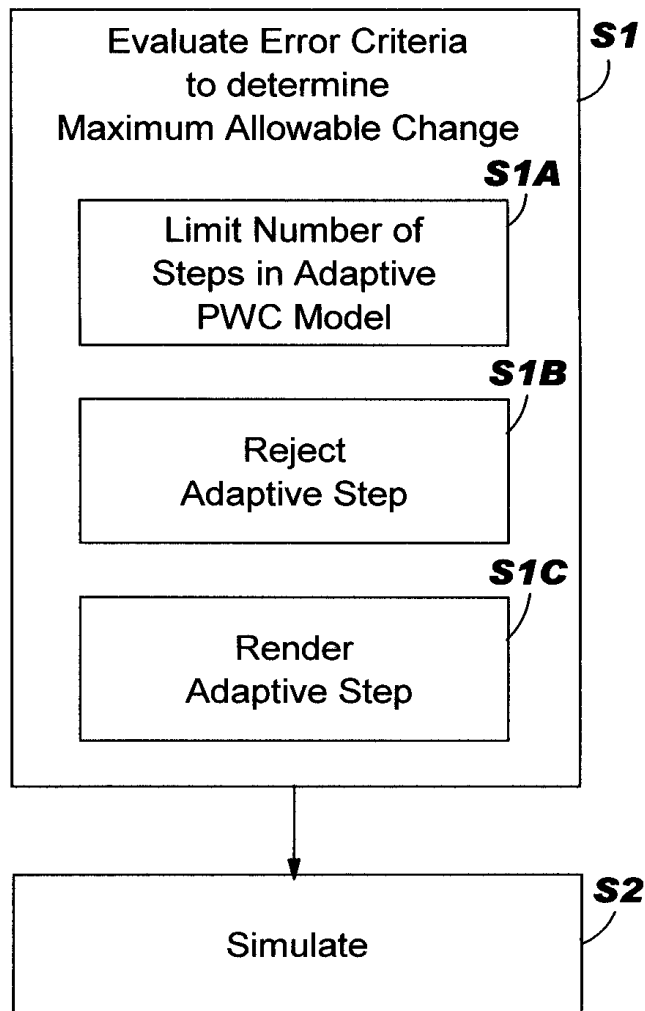 Evaluate Error Criteria
to determine
Maximum Allowable Change
S1
S1A
Limit Number of
Steps in Adaptive
PWC Model
S1B
Reject
Adaptive Step
S1C
Render
Adaptive Step
S2
Simulate